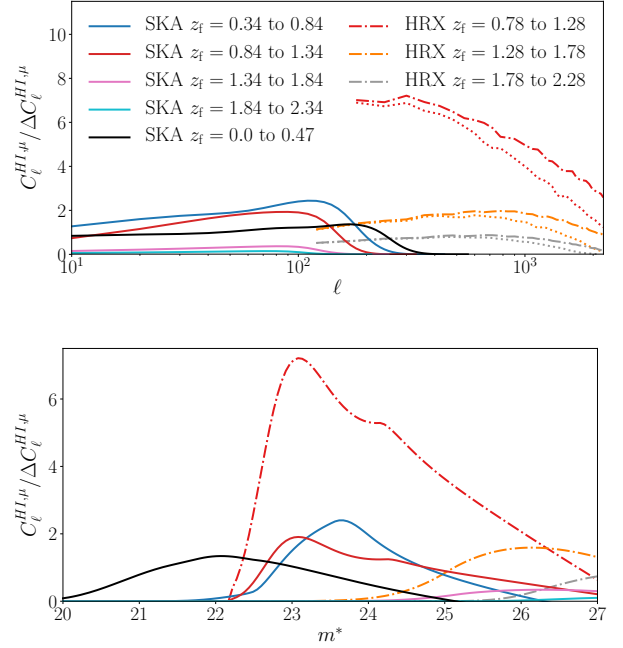 SKA z_f = 0.34 to 0.84
SKA z_f = 0.84 to 1.34
SKA z_f = 1.34 to 1.84
SKA z_f = 1.84 to 2.34
SKA z_f = 0.0 to 0.47
HRX z_f = 0.78 to 1.28
HRX z_f = 1.28 to 1.78
HRX z_f = 1.78 to 2.28
C_ℓ^{HI,μ}/ΔC_ℓ^{HI,μ}
10
8
6
4
2
0
10^1 10^2 10^3
ℓ
C_ℓ^{HI,μ}/ΔC_ℓ^{HI,μ}
6
4
2
0
20 21 22 23 24 25 26 27
m*